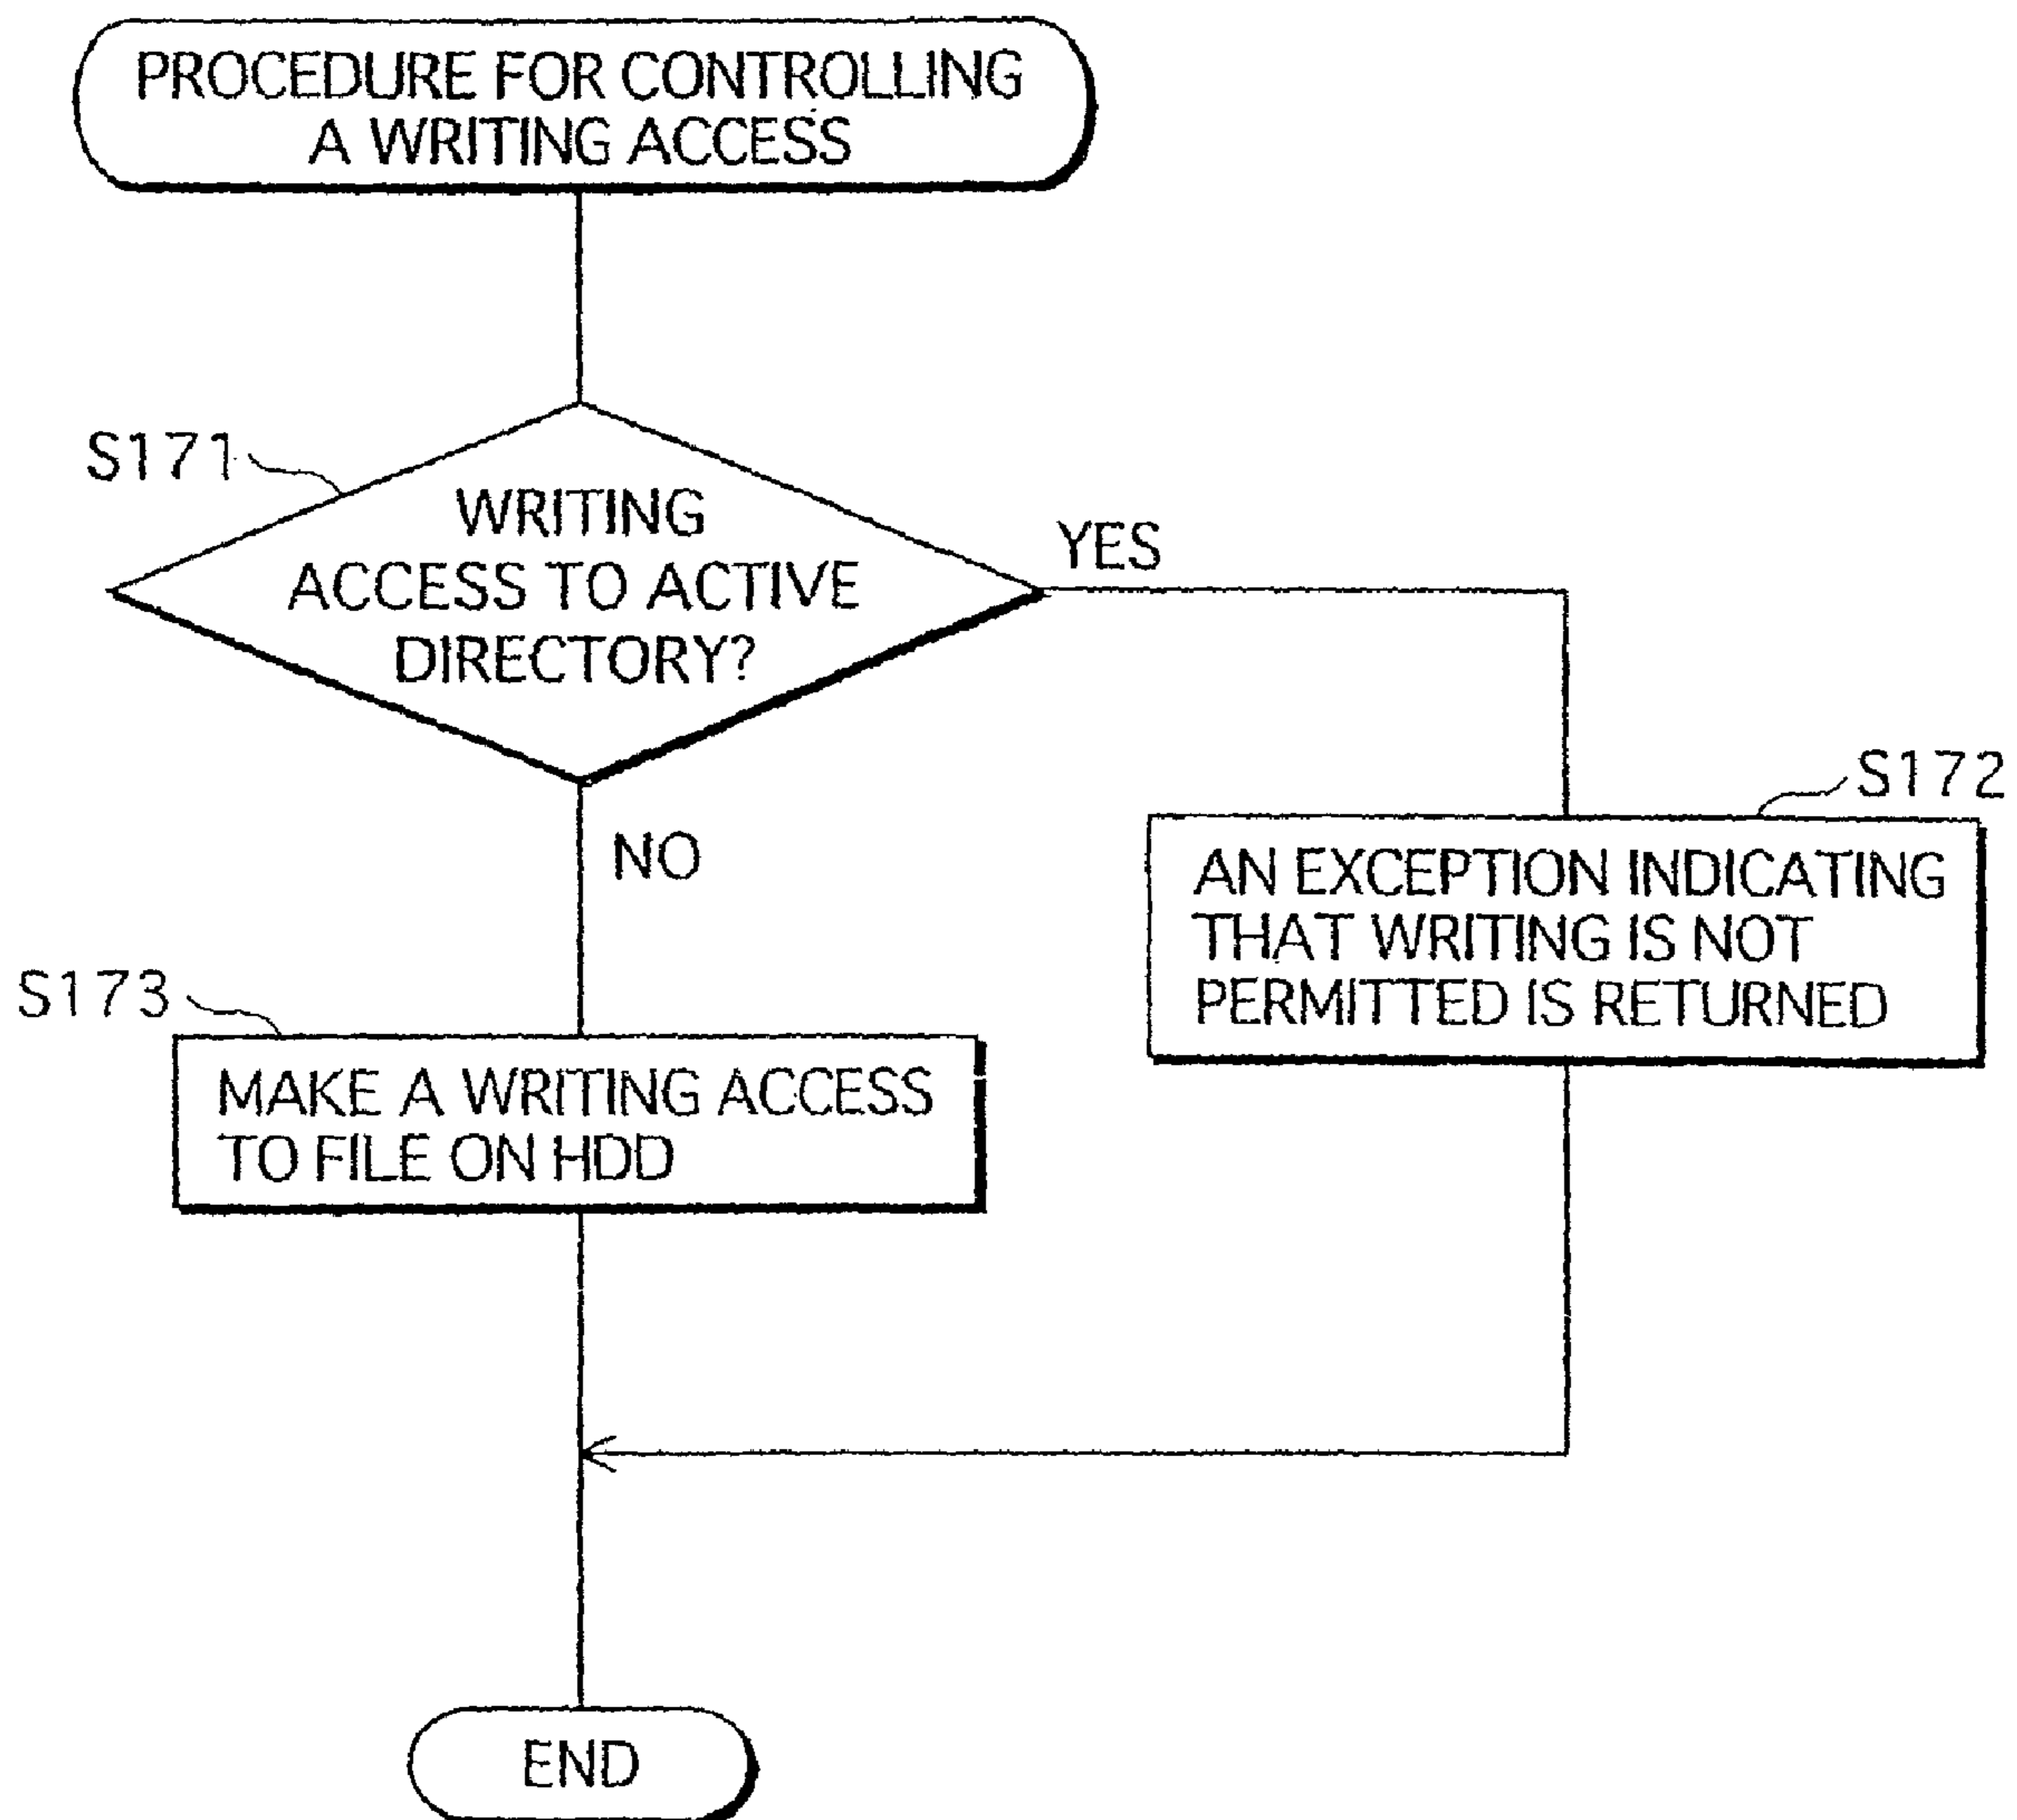 PROCEDURE FOR CONTROLLING
A WRITING ACCESS
S171
WRITING
ACCESS TO ACTIVE
DIRECTORY?
YES
NO
S172
AN EXCEPTION INDICATING
THAT WRITING IS NOT
PERMITTED IS RETURNED
S173
MAKE A WRITING ACCESS
TO FILE ON HDD
END